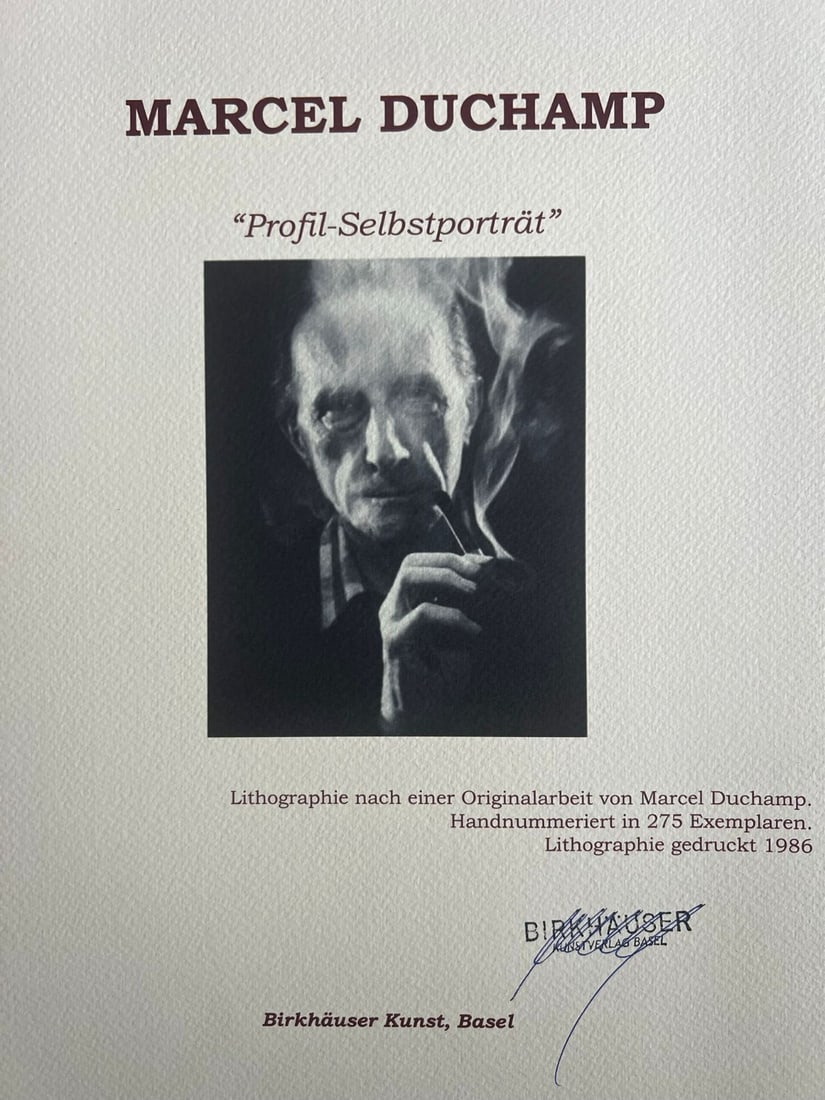 MARCEL DUCHAMP
“Profil-Selbstporträt”
Lithographie nach einer Originalarbeit von Marcel Duchamp.
Handnummeriert in 275 Exemplaren.
Lithographie gedruckt 1986
BIRKHÄUSER
KUNSTVERLAG BASEL
Birkhäuser Kunst, Basel